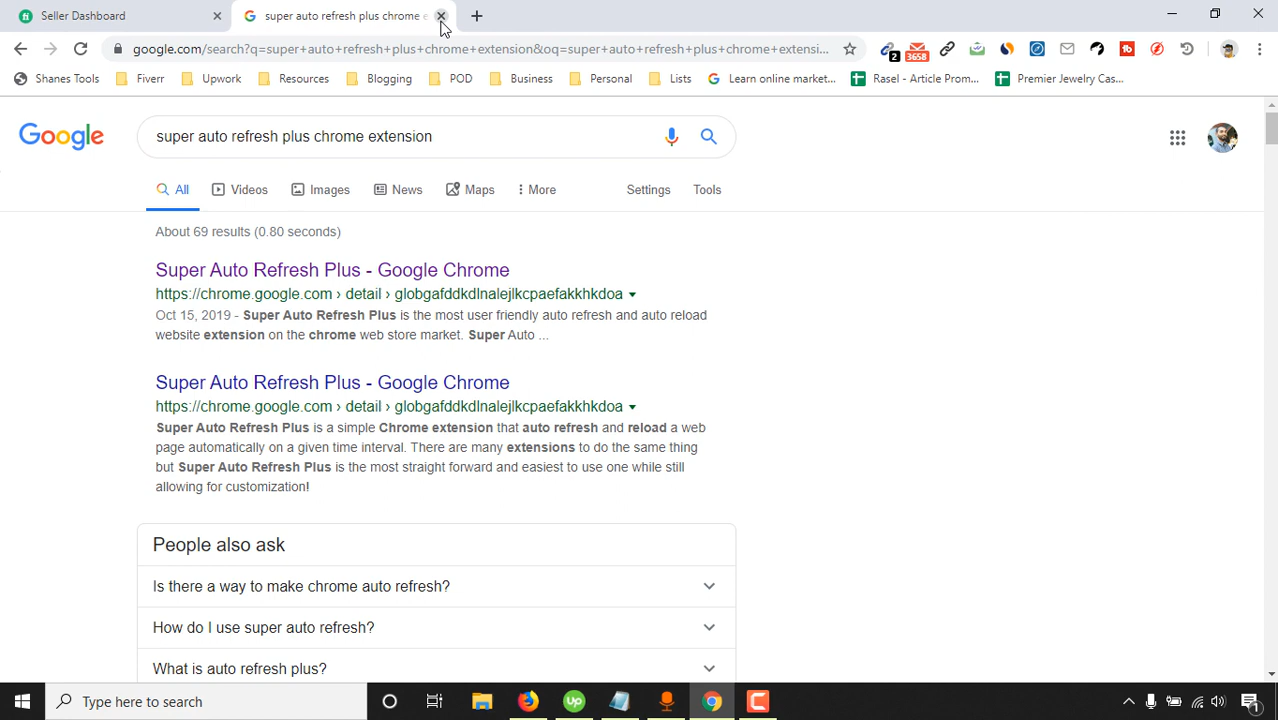 Seller Dashboard
super auto refresh plus chrome e
google.com/search?q=super+auto+refresh+plus+chrome+extension&oq=super+auto+refresh+plus+chrome+extensi...
2
3658
Shanes Tools
Fiverr
Upwork
Resources
Blogging
POD
Business
Personal
Lists
Learn online market...
Rasel - Article Prom...
Premier Jewelry Cas...
Google
super auto refresh plus chrome extension
All
Videos
Images
News
Maps
More
Settings
Tools
About 69 results (0.80 seconds)
Super Auto Refresh Plus - Google Chrome
https://chrome.google.com › detail › globgafddkdlnalejlkcpaefakkhkdoa
Oct 15, 2019 - Super Auto Refresh Plus is the most user friendly auto refresh and auto reload
website extension on the chrome web store market. Super Auto ...
Super Auto Refresh Plus - Google Chrome
https://chrome.google.com › detail › globgafddkdlnalejlkcpaefakkhkdoa
Super Auto Refresh Plus is a simple Chrome extension that auto refresh and reload a web
page automatically on a given time interval. There are many extensions to do the same thing
but Super Auto Refresh Plus is the most straight forward and easiest to use one while still
allowing for customization!
People also ask
Is there a way to make chrome auto refresh?
How do I use super auto refresh?
What is auto refresh plus?
Type here to search